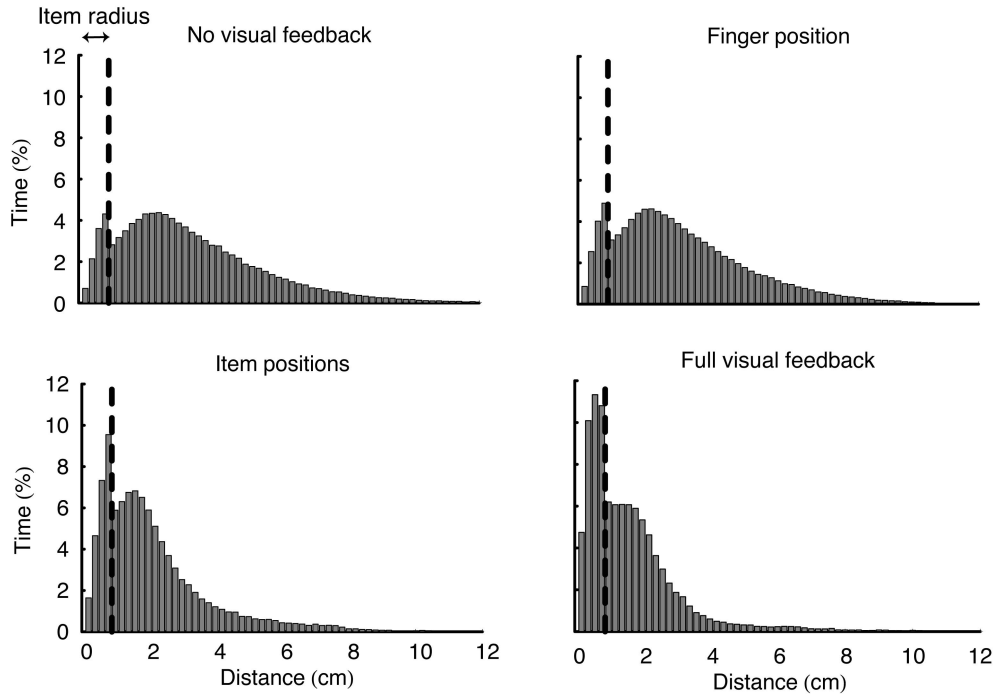 Item radius
No visual feedback
Finger position
12
10
8
6
4
2
0
Time (%)
Item positions
Full visual feedback
12
10
8
6
4
2
0
Time (%)
0 2 4 6 8 10 12
Distance (cm)
0 2 4 6 8 10 12
Distance (cm)